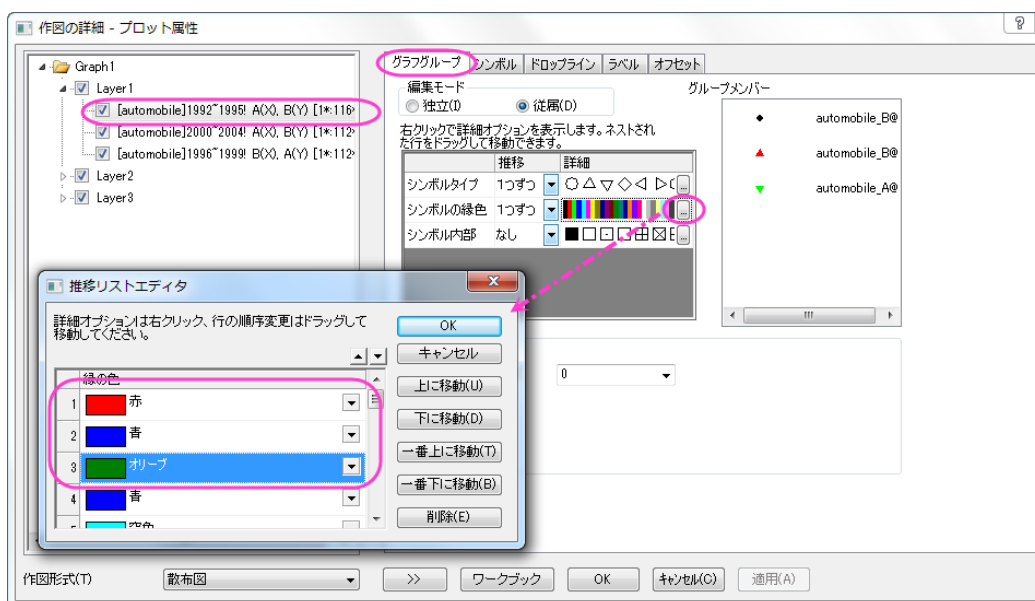 作図の詳細 - プロット属性
Graph1
Layer1
[automobile]1992~1995! A(X), B(Y) [1*:116
[automobile]2000~2004! A(X), B(Y) [1*:112
[automobile]1996~1999! B(X), A(Y) [1*:112
Layer2
Layer3
グラフグループ シンボル ドロップライン ラベル オフセット
編集モード
独立(I) 従属(D)
右クリックで詳細オプションを表示します。ネストされ
た行をドラッグして移動できます。
推移 詳細
シンボルタイプ 1つずつ
シンボルの縁色 1つずつ
シンボル内部 なし
グループメンバー
automobile_B@
automobile_B@
automobile_A@
0
推移リストエディタ
詳細オプションは右クリック、行の順序変更はドラッグして
移動してください。
縁の色
1 赤
2 青
3 オリーブ
4 青
空色
OK
キャンセル
上に移動(U)
下に移動(D)
一番上に移動(T)
一番下に移動(B)
削除(E)
作図形式(T) 散布図 >> ワークブック OK キャンセル(C) 適用(A)